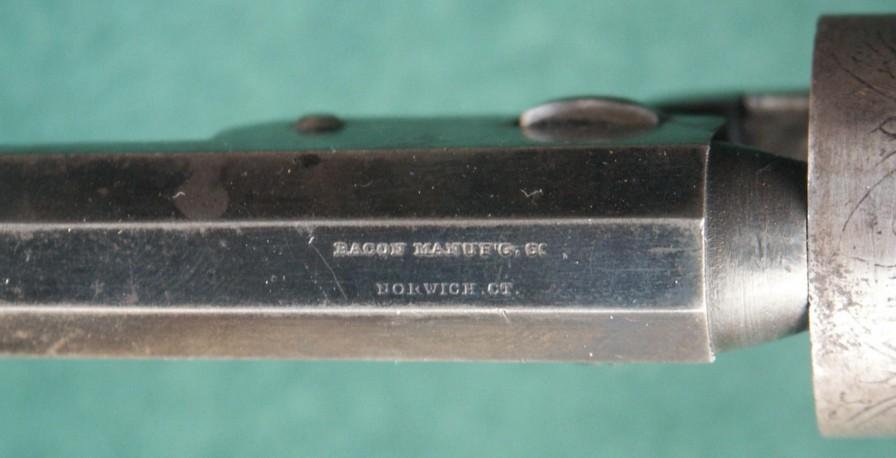 BACON MANUF'G. Co
NORWICH. CT.